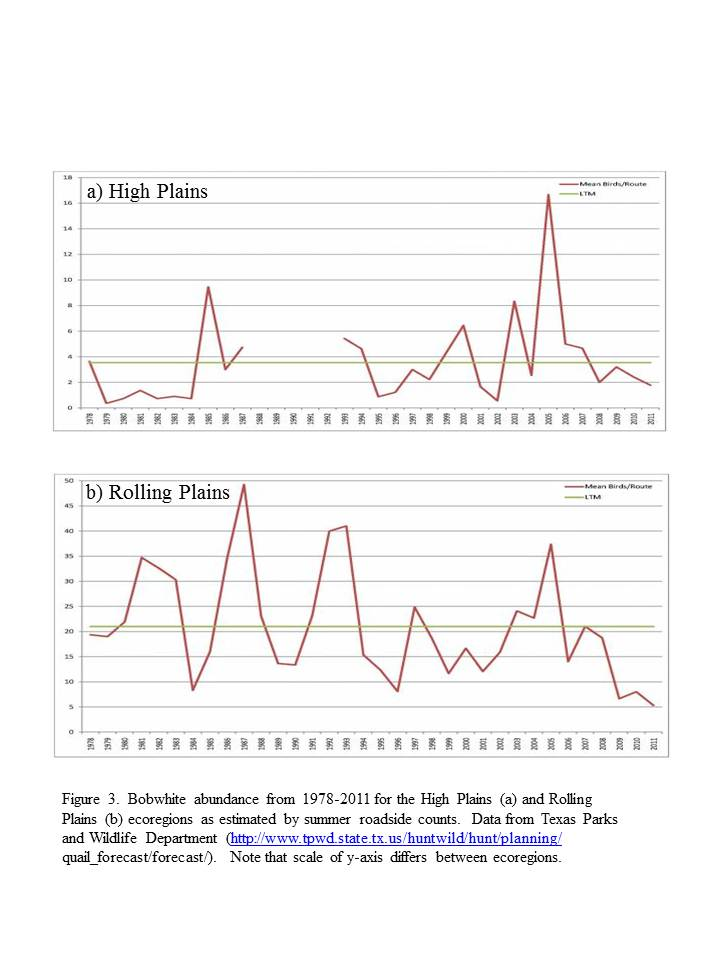 18
Mean Birds/Route
a) High Plains
LTM
16
14
12
10
8
6
4
2
0
1978 1979 1980 1981 1982 1983 1984 1985 1986 1987 1988 1989 1990 1991 1992 1993 1994 1995 1996 1997 1998 1999 2000 2001 2002 2003 2004 2005 2006 2007 2008 2009 2010 2011
50
Mean Birds/Route
b) Rolling Plains
LTM
45
40
35
30
25
20
15
10
5
0
1978 1979 1980 1981 1982 1983 1984 1985 1986 1987 1988 1989 1990 1991 1992 1993 1994 1995 1996 1997 1998 1999 2000 2001 2002 2003 2004 2005 2006 2007 2008 2009 2010 2011
Figure 3. Bobwhite abundance from 1978-2011 for the High Plains (a) and Rolling
Plains (b) ecoregions as estimated by summer roadside counts. Data from Texas Parks
and Wildlife Department (http://www.tpwd.state.tx.us/huntwild/hunt/planning/
quail_forecast/forecast/). Note that scale of y-axis differs between ecoregions.